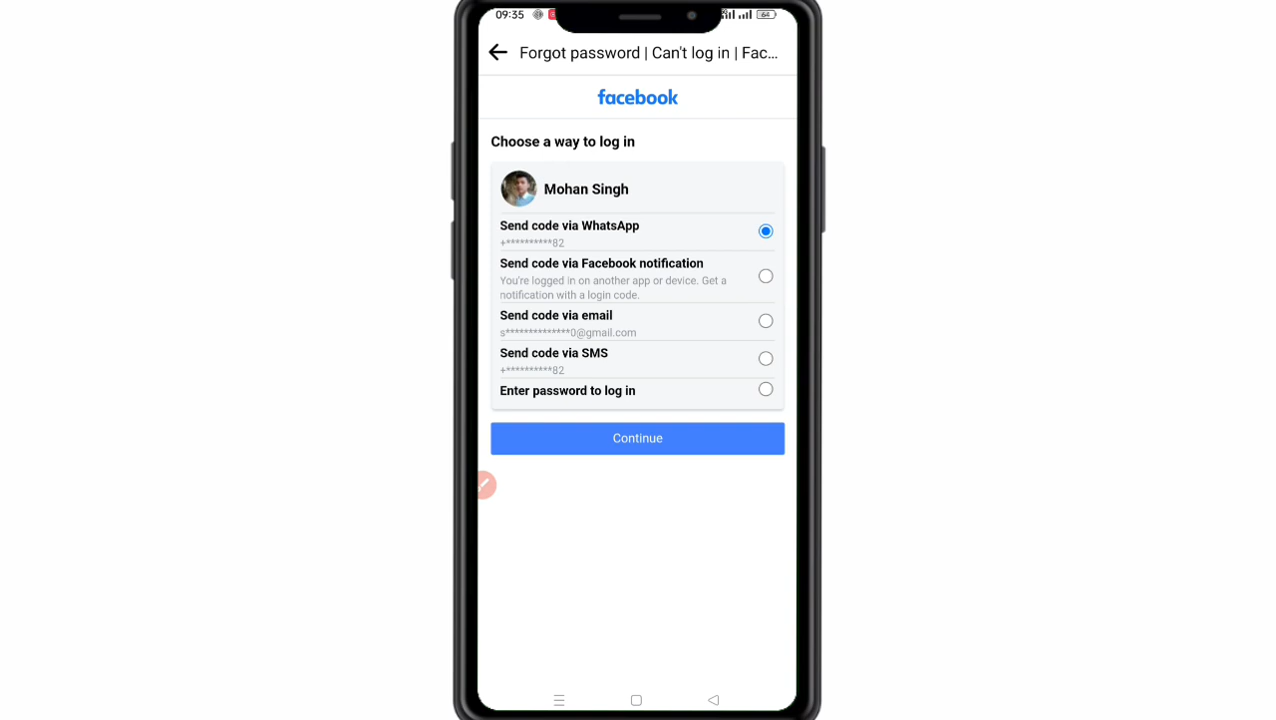 09:35
64
Forgot password | Can't log in | Fac...
facebook
Choose a way to log in
Mohan Singh
Send code via WhatsApp
+**********82
Send code via Facebook notification
You're logged in on another app or device. Get a
notification with a login code.
Send code via email
s**************0@gmail.com
Send code via SMS
+**********82
Enter password to log in
Continue